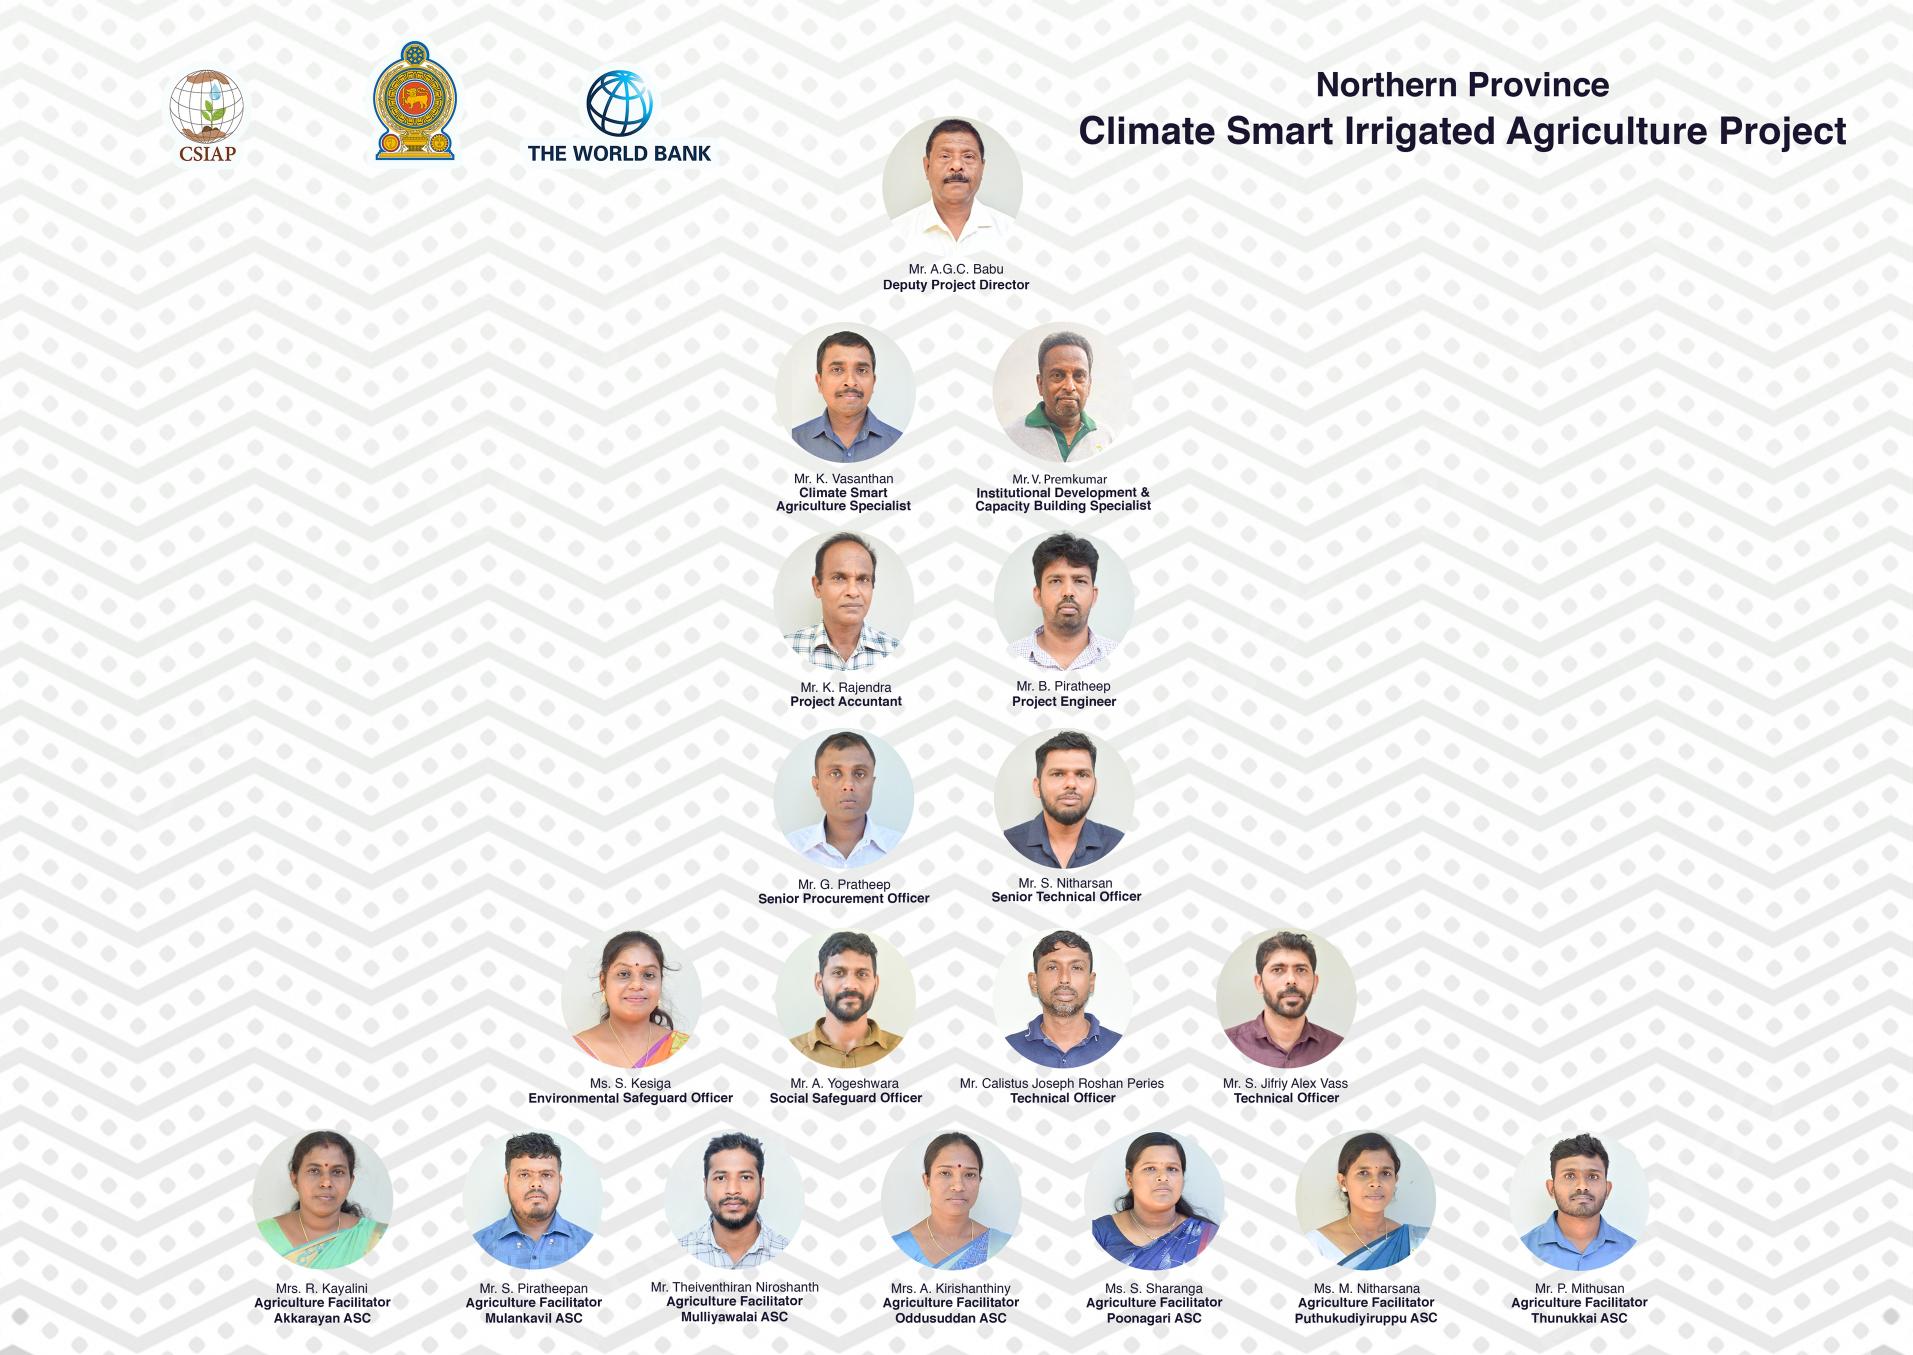 CSIAP
THE WORLD BANK
Northern Province
Climate Smart Irrigated Agriculture Project
Mr. A.G.C. Babu
Deputy Project Director
Mr. K. Vasanthan
Climate Smart
Agriculture Specialist
Mr. V. Premkumar
Institutional Development &
Capacity Building Specialist
Mr. K. Rajendra
Project Accuntant
Mr. B. Piratheep
Project Engineer
Mr. G. Pratheep
Senior Procurement Officer
Mr. S. Nitharsan
Senior Technical Officer
Ms. S. Kesiga
Environmental Safeguard Officer
Mr. A. Yogeshwara
Social Safeguard Officer
Mr. Calistus Joseph Roshan Peries
Technical Officer
Mr. S. Jifriy Alex Vass
Technical Officer
Mrs. R. Kayalini
Agriculture Facilitator
Akkarayan ASC
Mr. S. Piratheepan
Agriculture Facilitator
Mulankavil ASC
Mr. Theiventhiran Niroshanth
Agriculture Facilitator
Mulliyawalai ASC
Mrs. A. Kirishanthiny
Agriculture Facilitator
Oddusuddan ASC
Ms. S. Sharanga
Agriculture Facilitator
Poonagari ASC
Ms. M. Nitharsana
Agriculture Facilitator
Puthukudiyiruppu ASC
Mr. P. Mithusan
Agriculture Facilitator
Thunukkai ASC